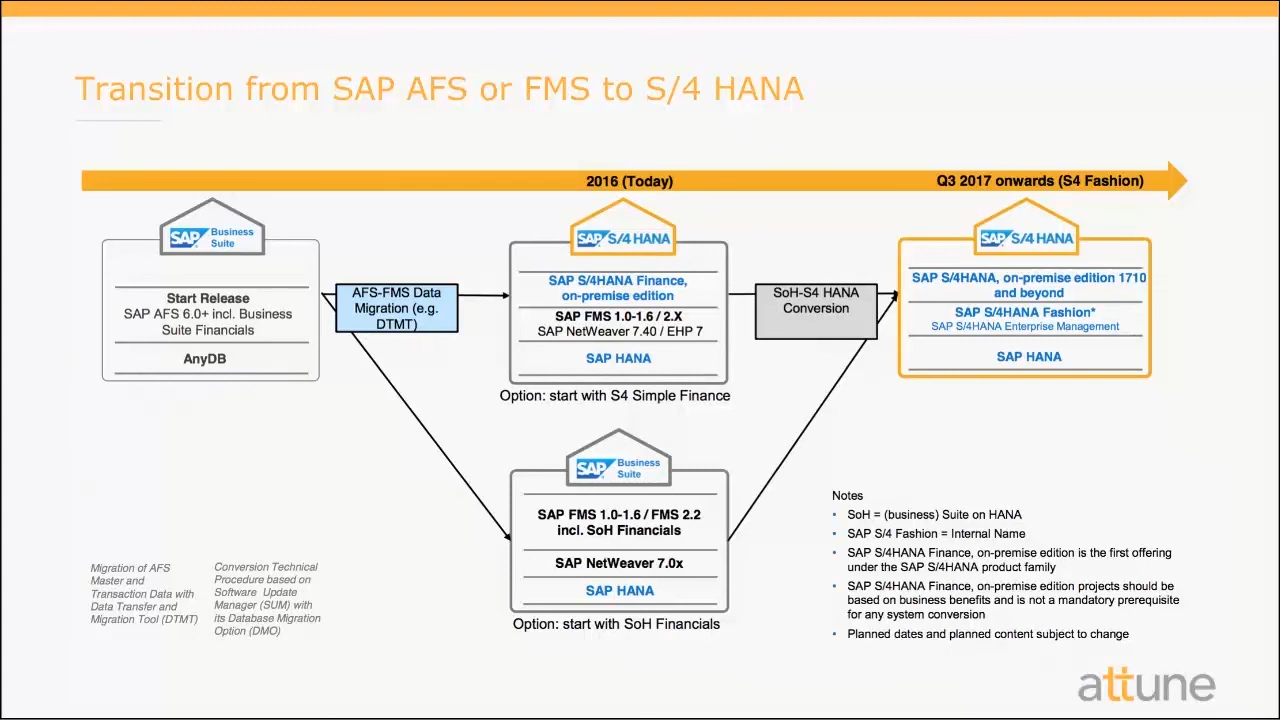 Transition from SAP AFS or FMS to S/4 HANA
2016 (Today)
Q3 2017 onwards (S4 Fashion)
SAP Business
Suite
Start Release
SAP AFS 6.0+ incl. Business
Suite Financials
AnyDB
AFS-FMS Data
Migration (e.g.
DTMT)
SAP S/4 HANA
SAP S/4HANA Finance,
on-premise edition
SAP FMS 1.0-1.6 / 2.X
SAP NetWeaver 7.40 / EHP 7
SAP HANA
Option: start with S4 Simple Finance
SoH-S4 HANA
Conversion
SAP S/4 HANA
SAP S/4HANA, on-premise edition 1710
and beyond
SAP S/4HANA Fashion*
SAP S/4HANA Enterprise Management
SAP HANA
SAP Business
Suite
SAP FMS 1.0-1.6 / FMS 2.2
incl. SoH Financials
SAP NetWeaver 7.0x
SAP HANA
Option: start with SoH Financials
Migration of AFS
Master and
Transaction Data with
Data Transfer and
Migration Tool (DTMT)
Conversion Technical
Procedure based on
Software Update
Manager (SUM) with
its Database Migration
Option (DMO)
Notes
• SoH = (business) Suite on HANA
• SAP S/4 Fashion = Internal Name
• SAP S/4HANA Finance, on-premise edition is the first offering
under the SAP S/4HANA product family
• SAP S/4HANA Finance, on-premise edition projects should be
based on business benefits and is not a mandatory prerequisite
for any system conversion
• Planned dates and planned content subject to change
attune